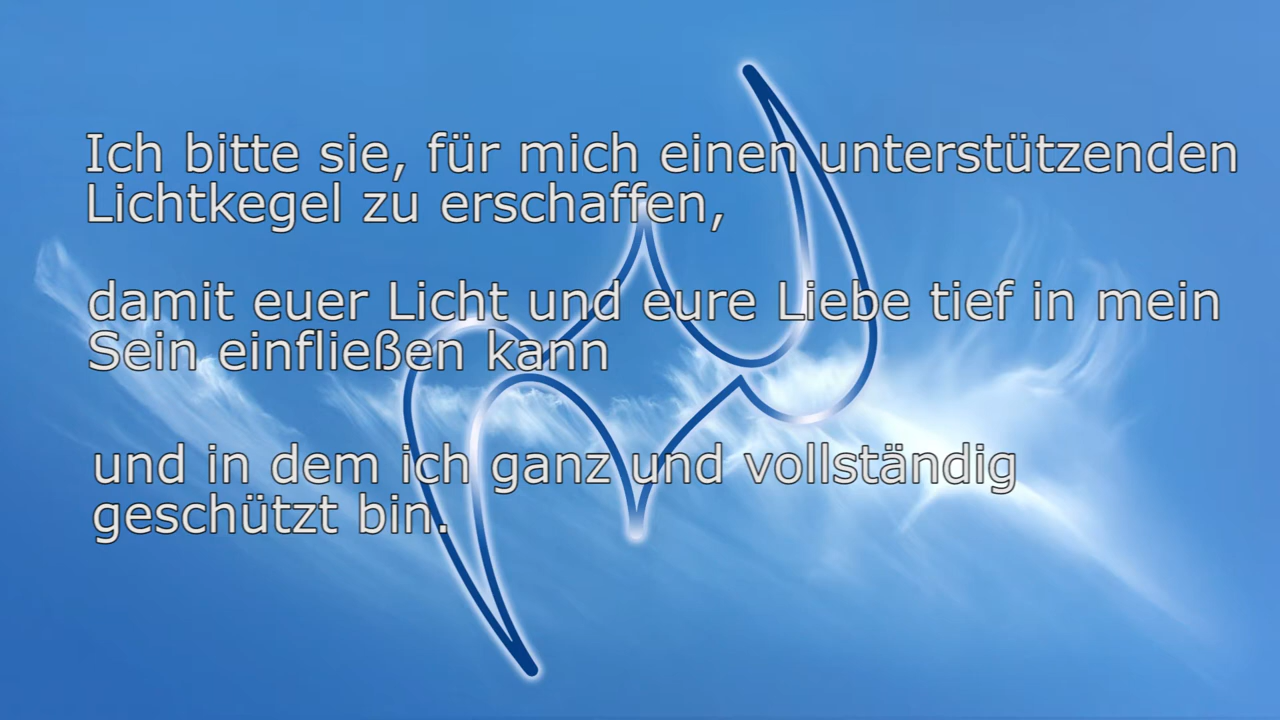 Ich bitte sie, für mich einen unterstützenden
Lichtkegel zu erschaffen,
damit euer Licht und eure Liebe tief in mein
Sein einfließen kann
und in dem ich ganz und vollständig
geschützt bin.